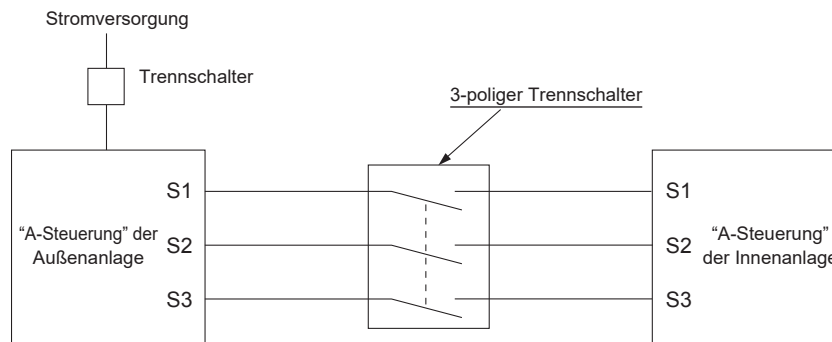 Stromversorgung
Trennschalter
3-poliger Trennschalter
S1
S1
“A-Steuerung” der
Außenanlage
S2
S2
“A-Steuerung”
der Innenanlage
S3
S3